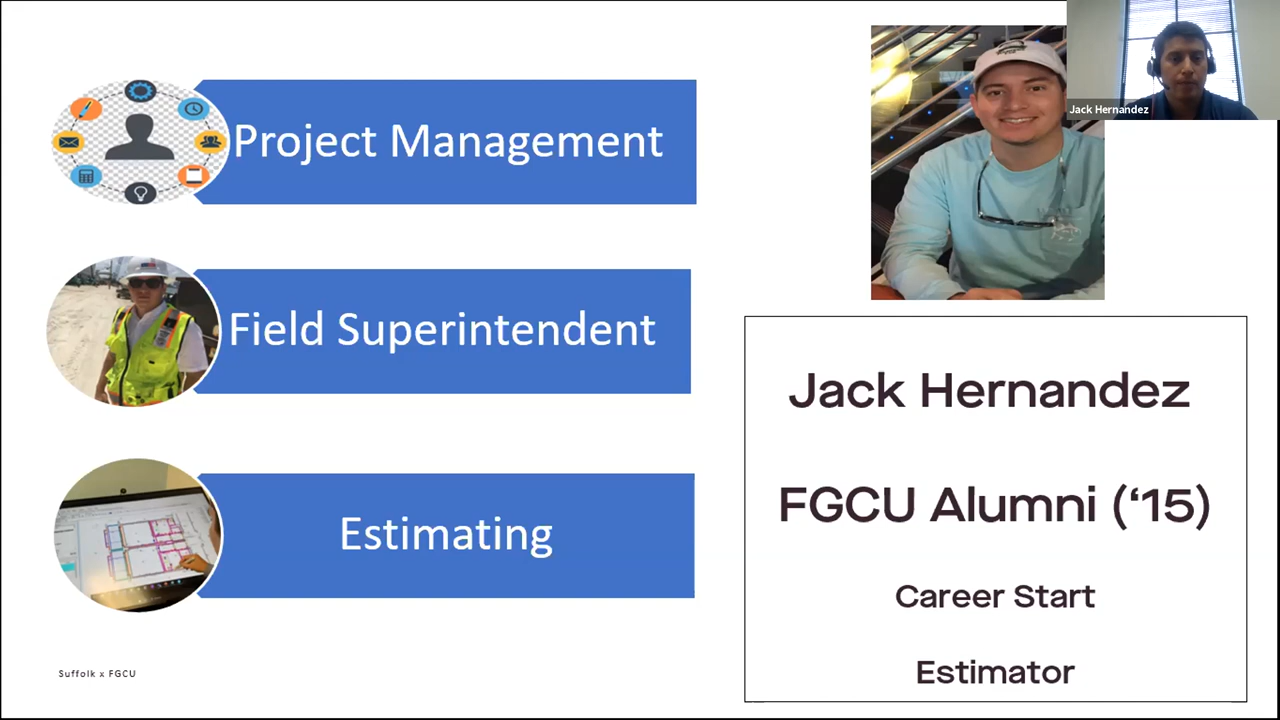 Project Management
Field Superintendent
Estimating
Suffolk x FGCU
Jack Hernandez
Jack Hernandez
FGCU Alumni (‘15)
Career Start
Estimator